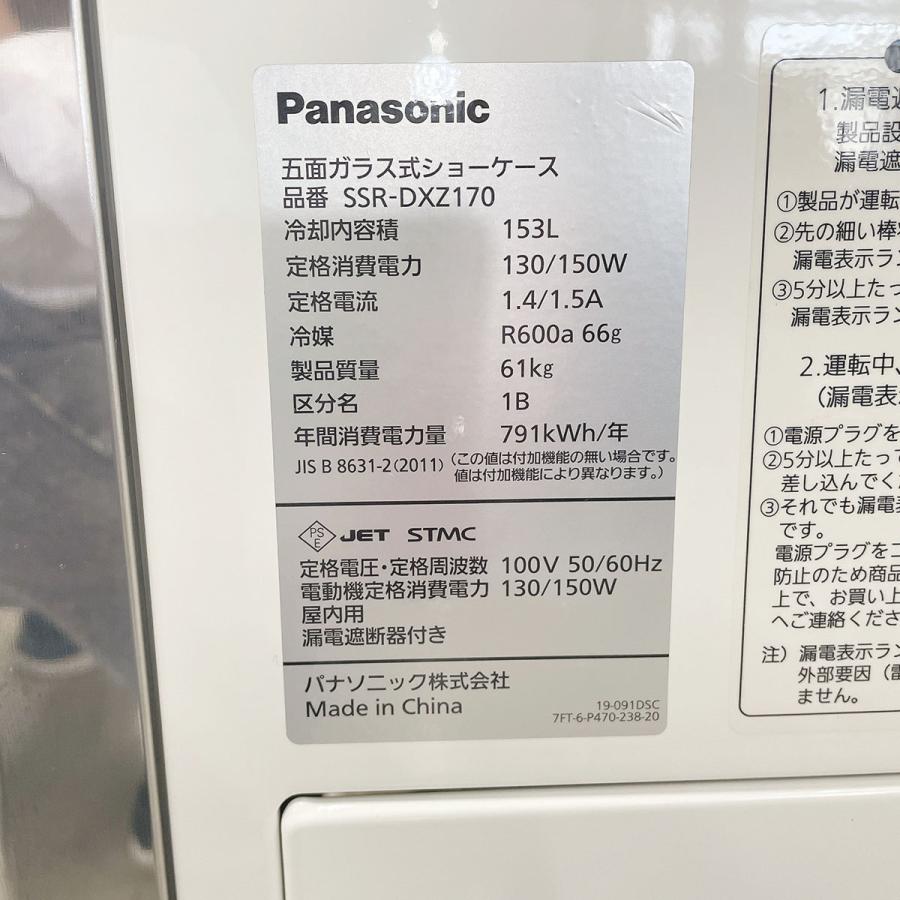 Panasonic
五面ガラス式ショーケース
品番 SSR-DXZ170
冷却内容積 153L
定格消費電力 130/150W
定格電流 1.4/1.5A
冷媒 R600a 66g
製品質量 61kg
区分名 1B
年間消費電力量 791kWh/年
JIS B 8631-2(2011) (この値は付加機能の無い場合です。
値は付加機能により異なります。)
PS
E
JET STMC
定格電圧・定格周波数 100V 50/60Hz
電動機定格消費電力 130/150W
屋内用
漏電遮断器付き
パナソニック株式会社
Made in China
19-091DSC
7FT-6-P470-238-20
1.漏電
製品設
漏電遮
①製品が運転
②先の細い棒
漏電表示ラン
③5分以上たっ
漏電表示ラン
2.運転中、
(漏電表
①電源プラグを
②5分以上たって
差し込んでく
③それでも漏電
です。
電源プラグをコ
防止のため商品
上で、お買い上
へご連絡くださ
注) 漏電表示ラン
外部要因(
ません。